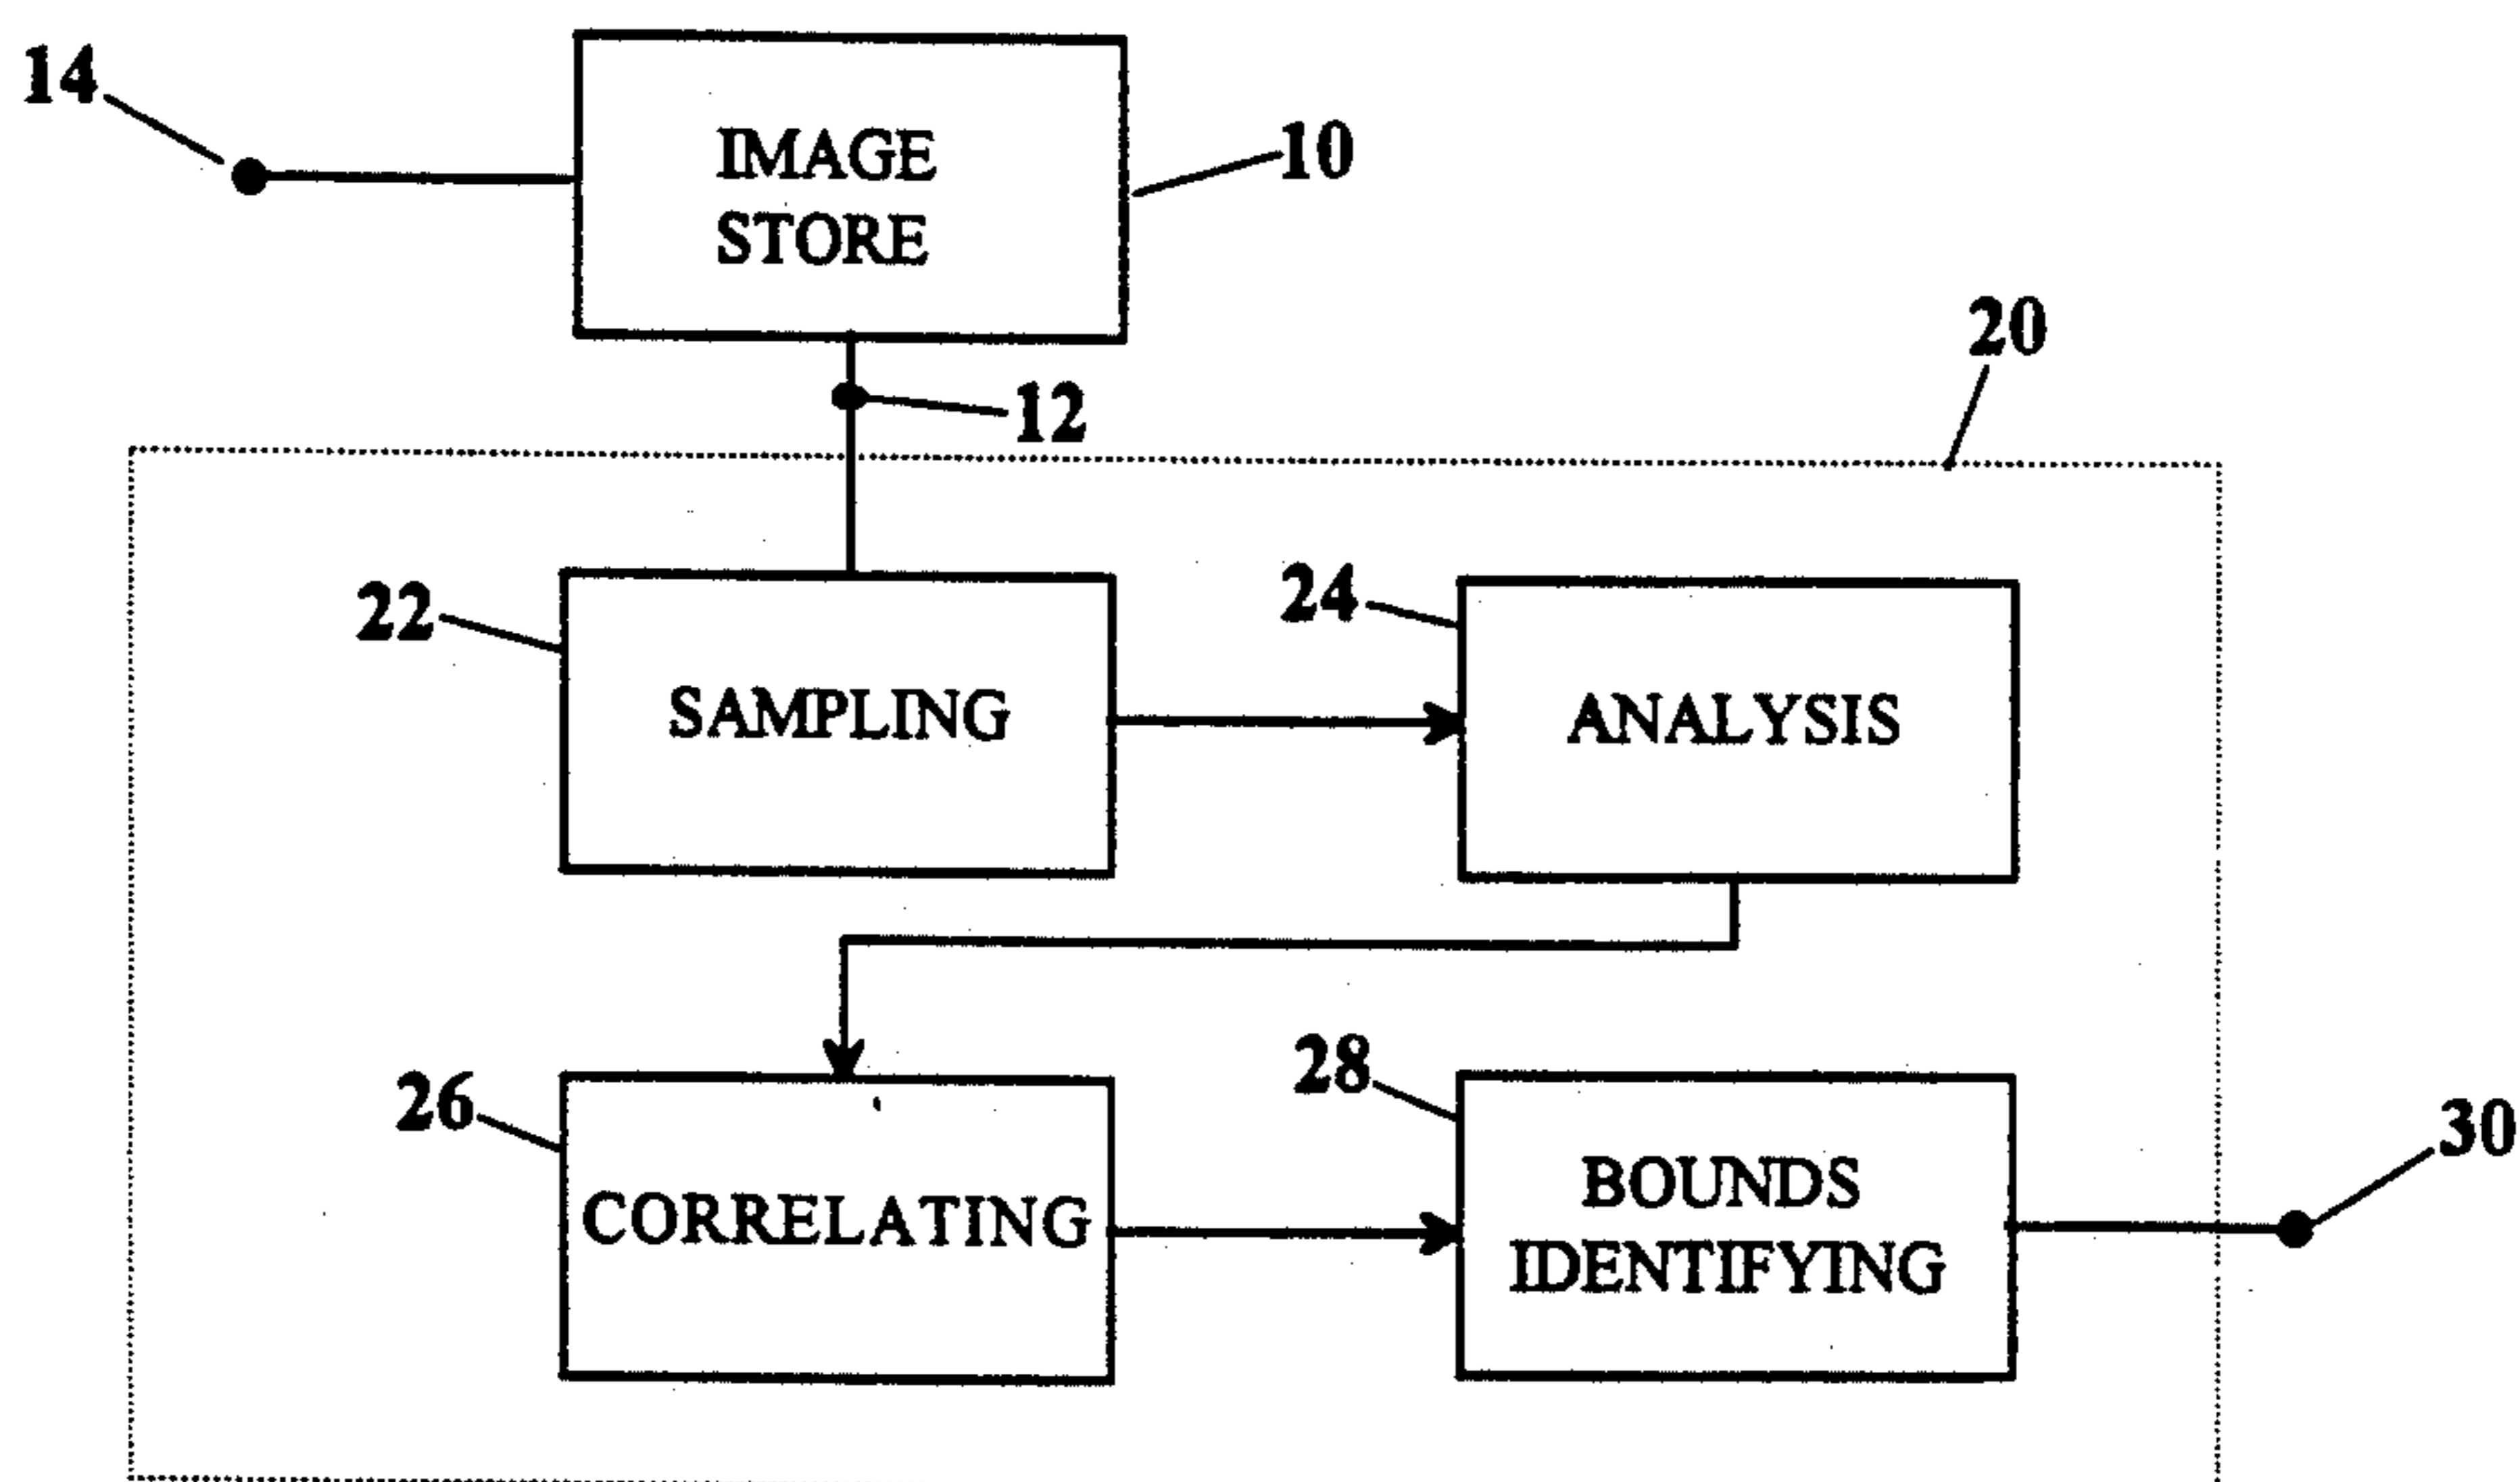 14
IMAGE
STORE
10
20
12
22
SAMPLING
24
ANALYSIS
26
CORRELATING
28
BOUNDS
IDENTIFYING
30